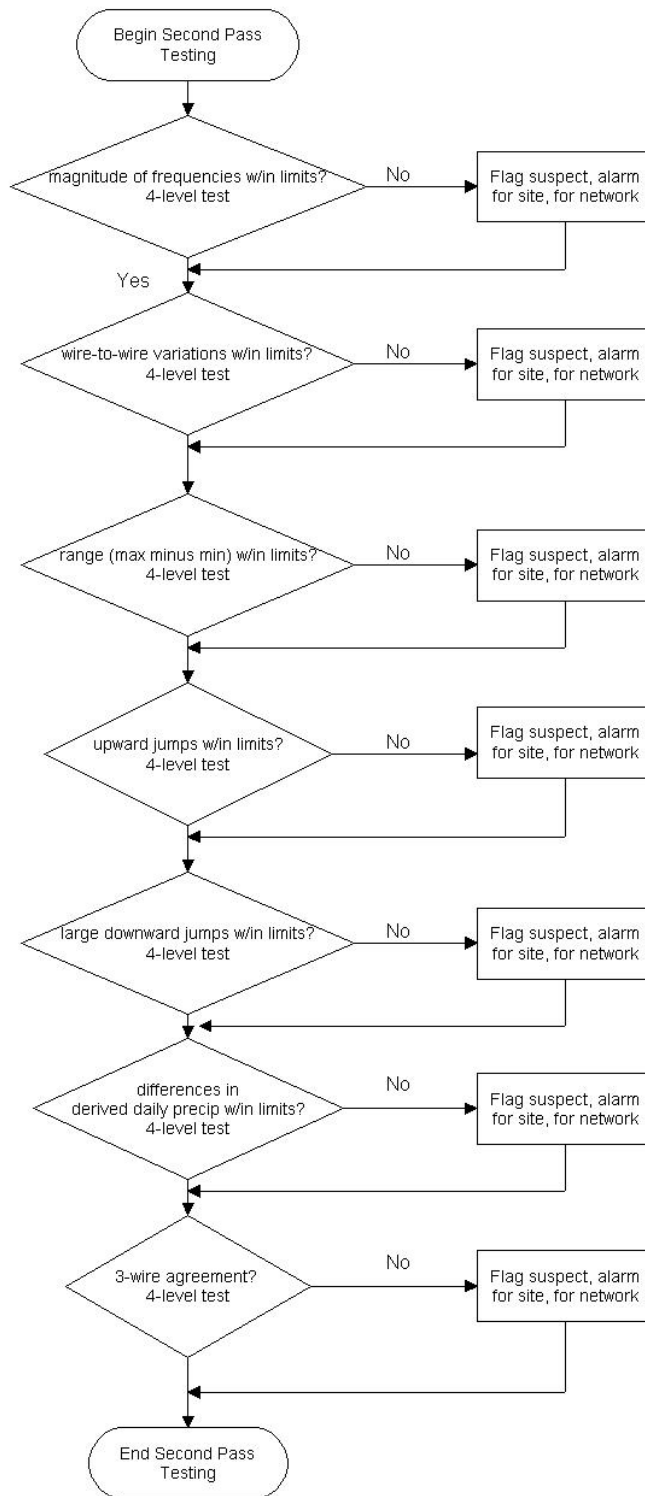 Begin Second Pass
Testing
magnitude of frequencies w/in limits?
4-level test
No
Flag suspect, alarm
for site, for network
Yes
wire-to-wire variations w/in limits?
4-level test
No
Flag suspect, alarm
for site, for network
range (max minus min) w/in limits?
4-level test
No
Flag suspect, alarm
for site, for network
upward jumps w/in limits?
4-level test
No
Flag suspect, alarm
for site, for network
large downward jumps w/in limits?
4-level test
No
Flag suspect, alarm
for site, for network
differences in
derived daily precip w/in limits?
4-level test
No
Flag suspect, alarm
for site, for network
3-wire agreement?
4-level test
No
Flag suspect, alarm
for site, for network
End Second Pass
Testing